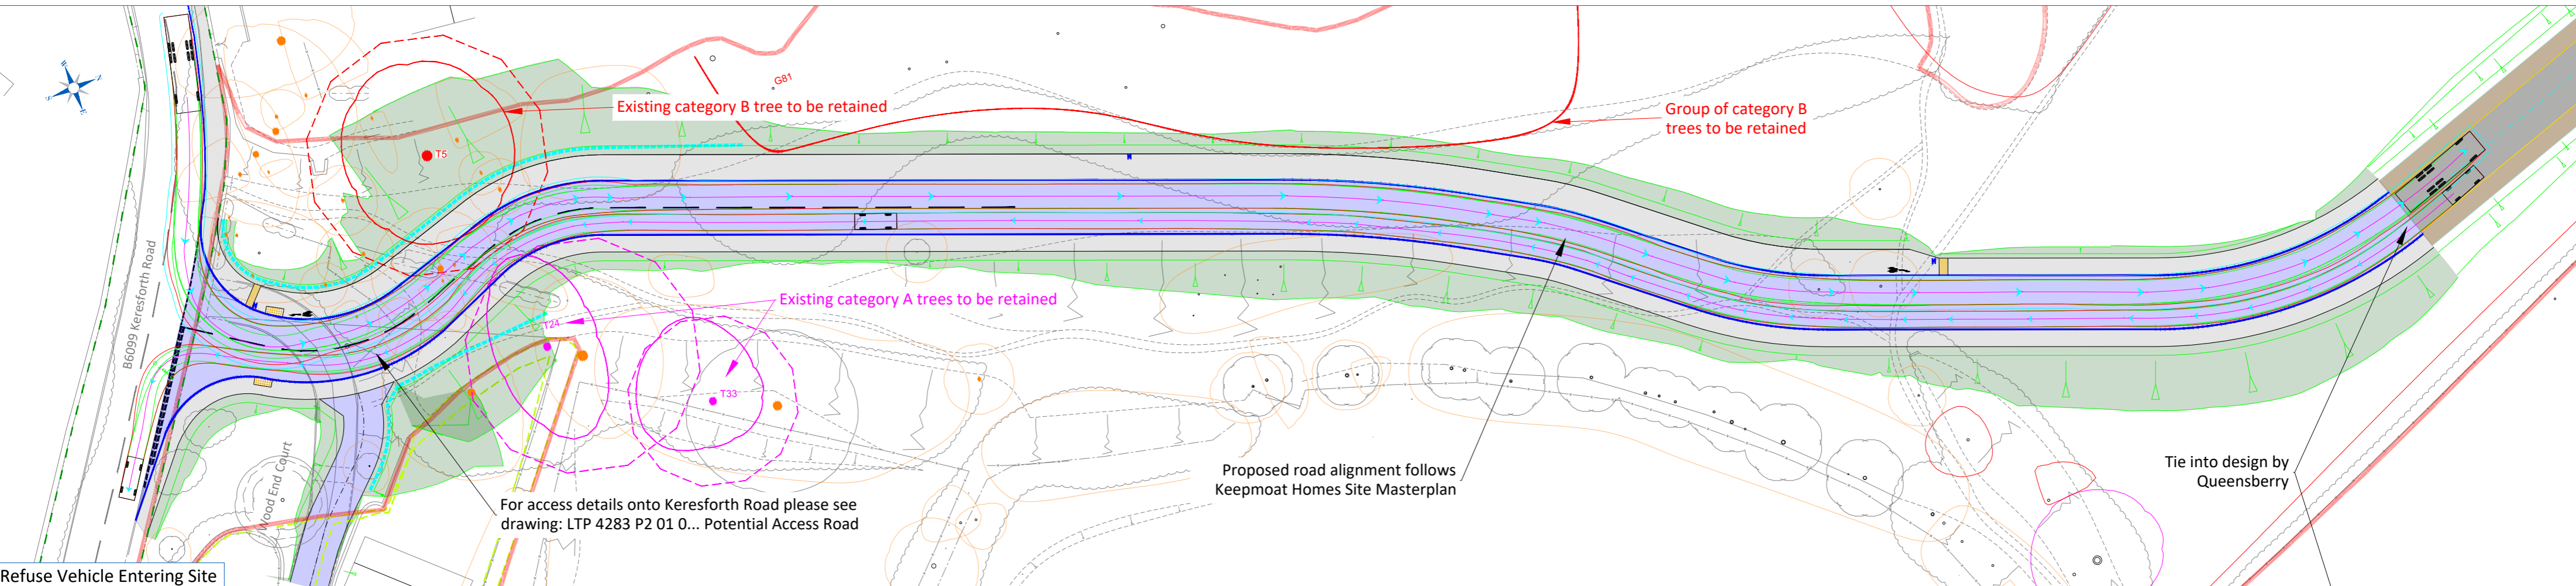 G81
Existing category B tree to be retained
Group of category B
trees to be retained
T5
B6099 Keresforth Road
Existing category A trees to be retained
T24
T33
Wood End Court
For access details onto Keresforth Road please see
drawing: LTP 4283 P2 01 0... Potential Access Road
Proposed road alignment follows
Keepmoat Homes Site Masterplan
Tie into design by
Queensberry
Refuse Vehicle Entering Site